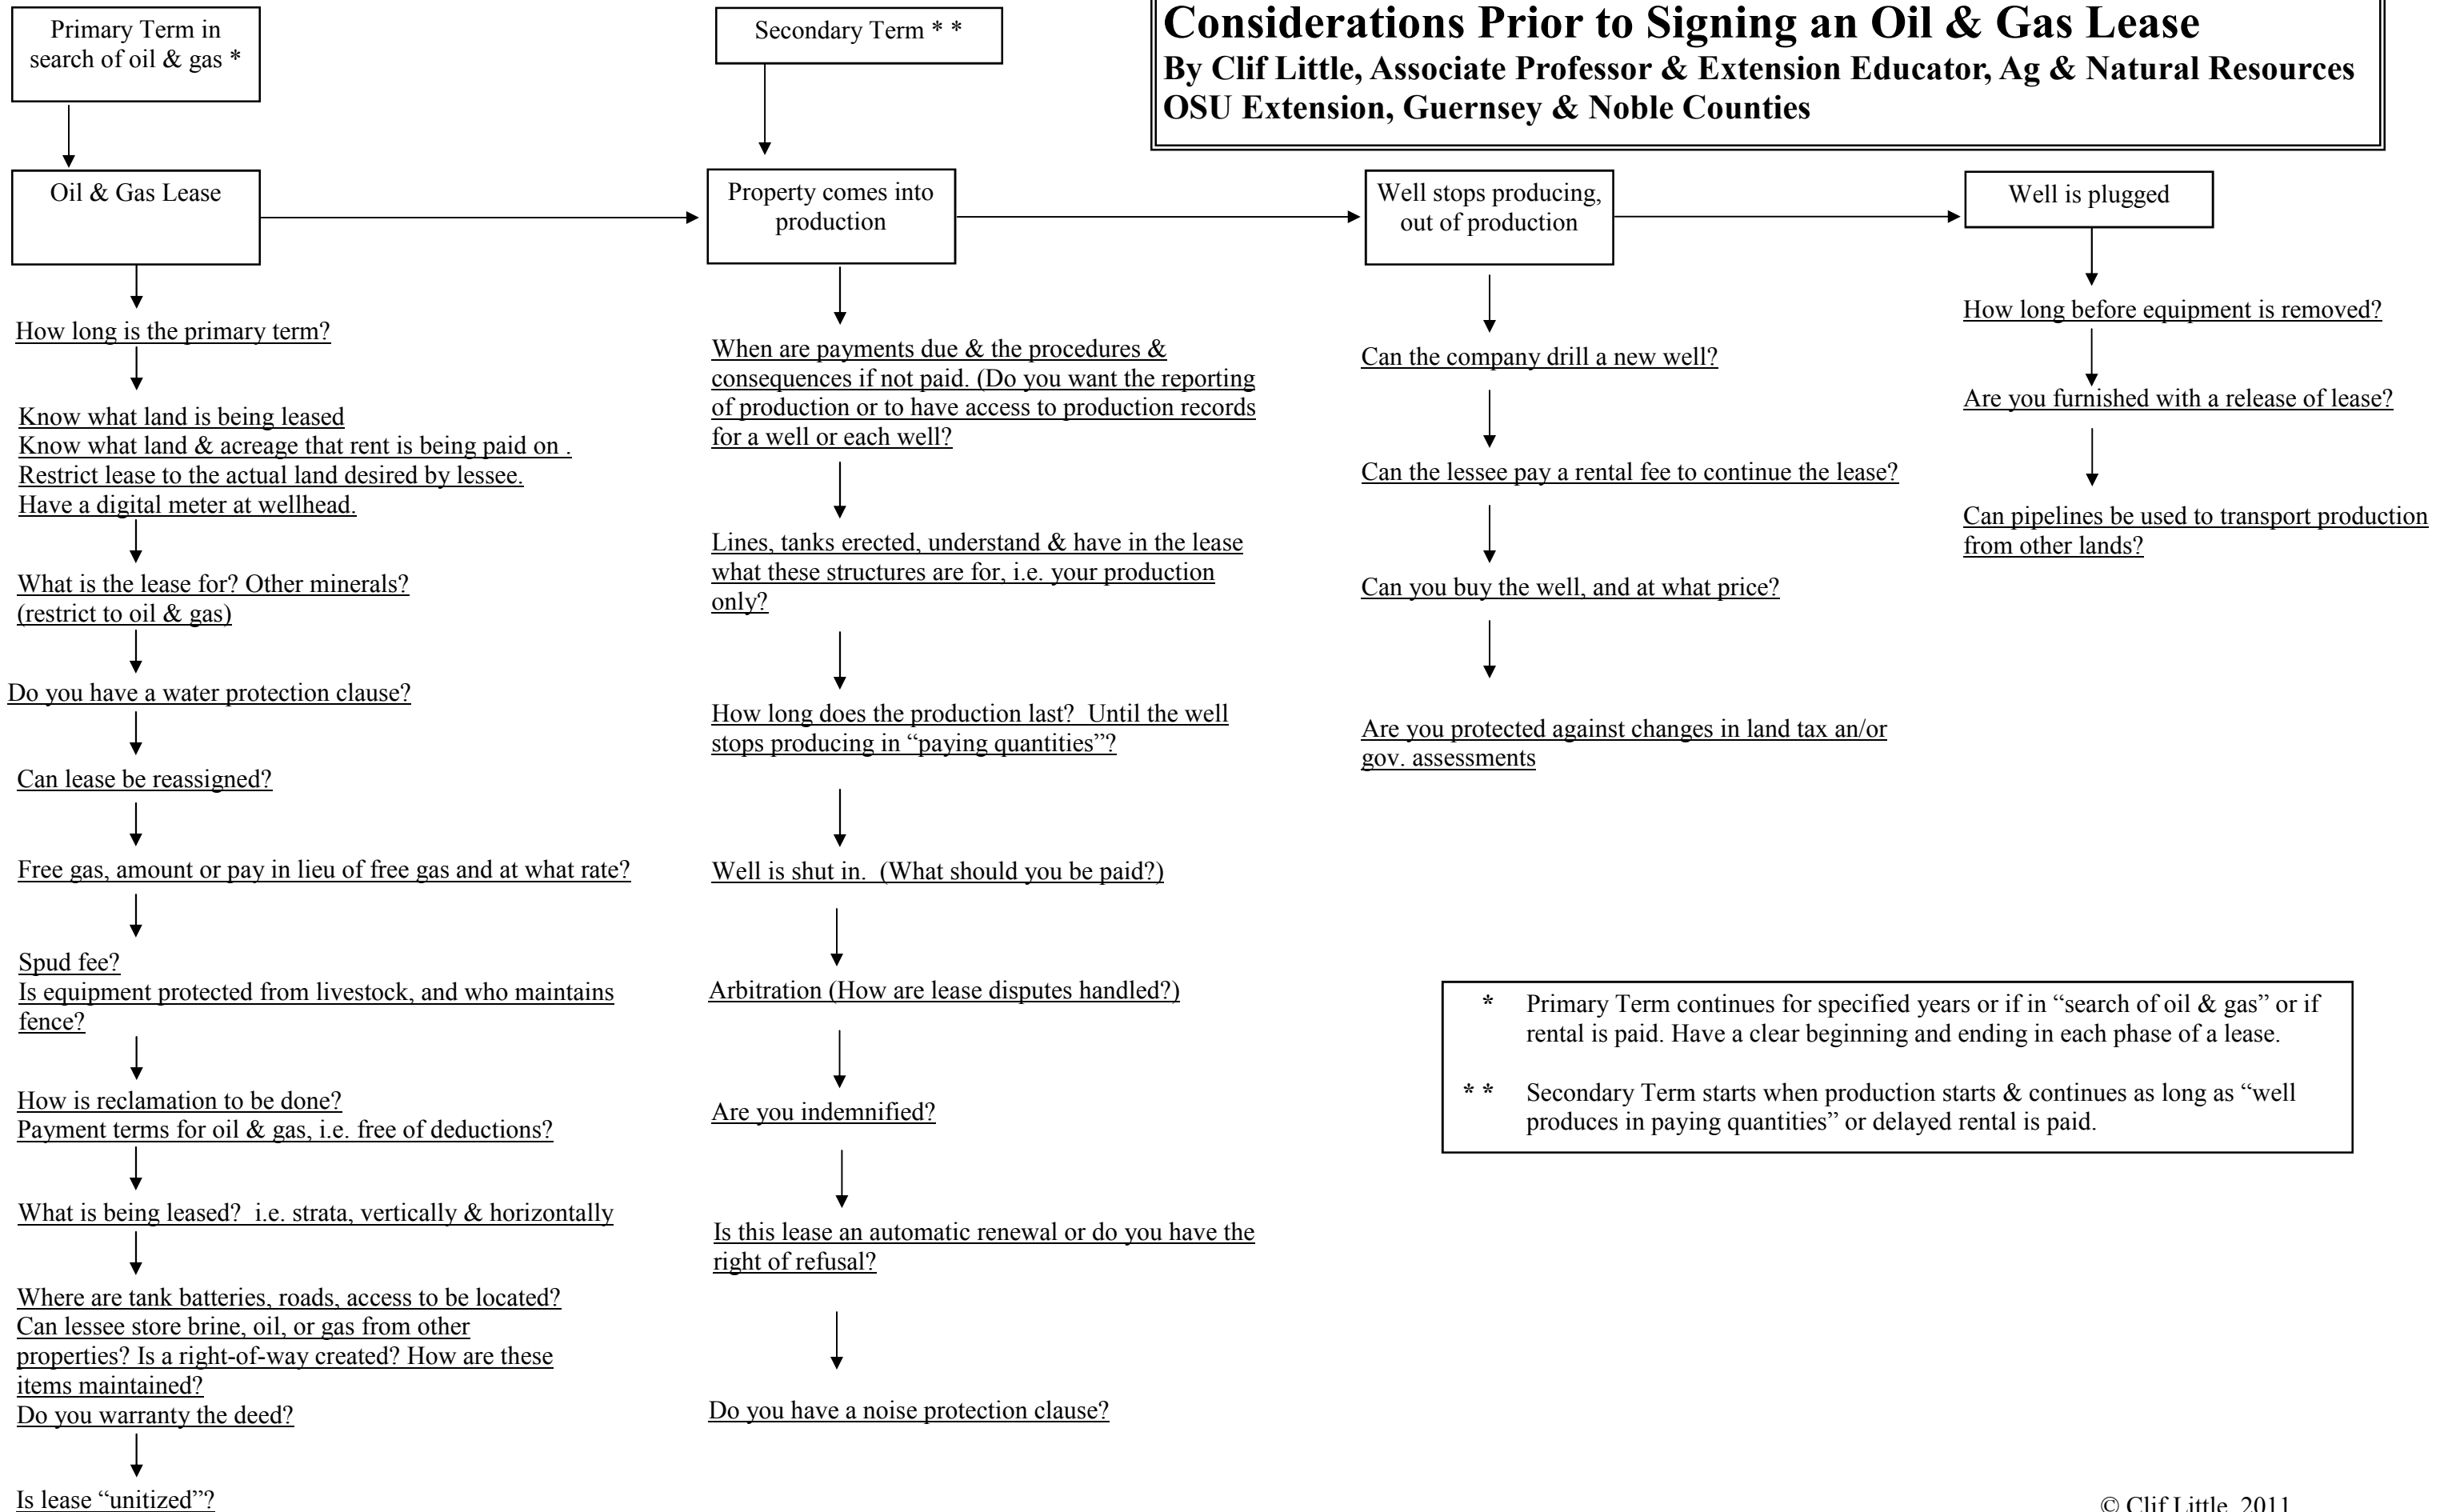 Primary Term in
search of oil & gas *
Secondary Term * *
Considerations Prior to Signing an Oil & Gas Lease
By Clif Little, Associate Professor & Extension Educator, Ag & Natural Resources
OSU Extension, Guernsey & Noble Counties
Oil & Gas Lease
Property comes into
production
Well stops producing,
out of production
Well is plugged
How long is the primary term?
Know what land is being leased
Know what land & acreage that rent is being paid on .
Restrict lease to the actual land desired by lessee.
Have a digital meter at wellhead.
What is the lease for? Other minerals?
(restrict to oil & gas)
Do you have a water protection clause?
Can lease be reassigned?
Free gas, amount or pay in lieu of free gas and at what rate?
Spud fee?
Is equipment protected from livestock, and who maintains
fence?
How is reclamation to be done?
Payment terms for oil & gas, i.e. free of deductions?
What is being leased?  i.e. strata, vertically & horizontally
Where are tank batteries, roads, access to be located?
Can lessee store brine, oil, or gas from other
properties? Is a right-of-way created? How are these
items maintained?
Do you warranty the deed?
Is lease “unitized”?
When are payments due & the procedures &
consequences if not paid. (Do you want the reporting
of production or to have access to production records
for a well or each well?
Lines, tanks erected, understand & have in the lease
what these structures are for, i.e. your production
only?
How long does the production last?  Until the well
stops producing in “paying quantities”?
Well is shut in.  (What should you be paid?)
Arbitration (How are lease disputes handled?)
Are you indemnified?
Is this lease an automatic renewal or do you have the
right of refusal?
Do you have a noise protection clause?
Can the company drill a new well?
Can the lessee pay a rental fee to continue the lease?
Can you buy the well, and at what price?
Are you protected against changes in land tax an/or
gov. assessments
How long before equipment is removed?
Are you furnished with a release of lease?
Can pipelines be used to transport production
from other lands?
* Primary Term continues for specified years or if in “search of oil & gas” or if
rental is paid. Have a clear beginning and ending in each phase of a lease.
* * Secondary Term starts when production starts & continues as long as “well
produces in paying quantities” or delayed rental is paid.
© Clif Little, 2011